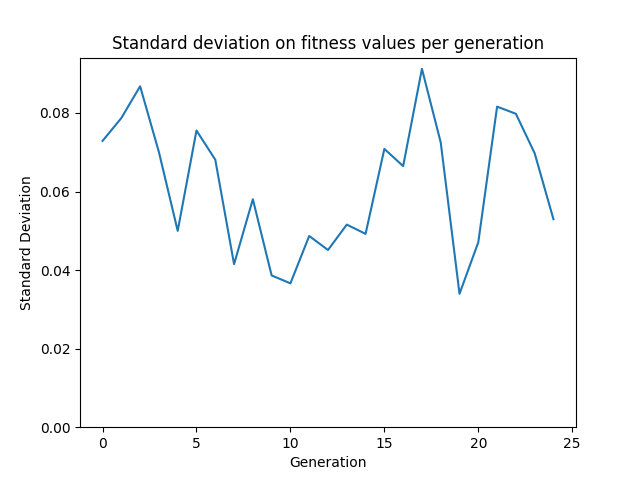 Standard deviation on fitness values per generation
0.08
0.06
0.04
0.02
0.00
Standard Deviation
0 5 10 15 20 25
Generation